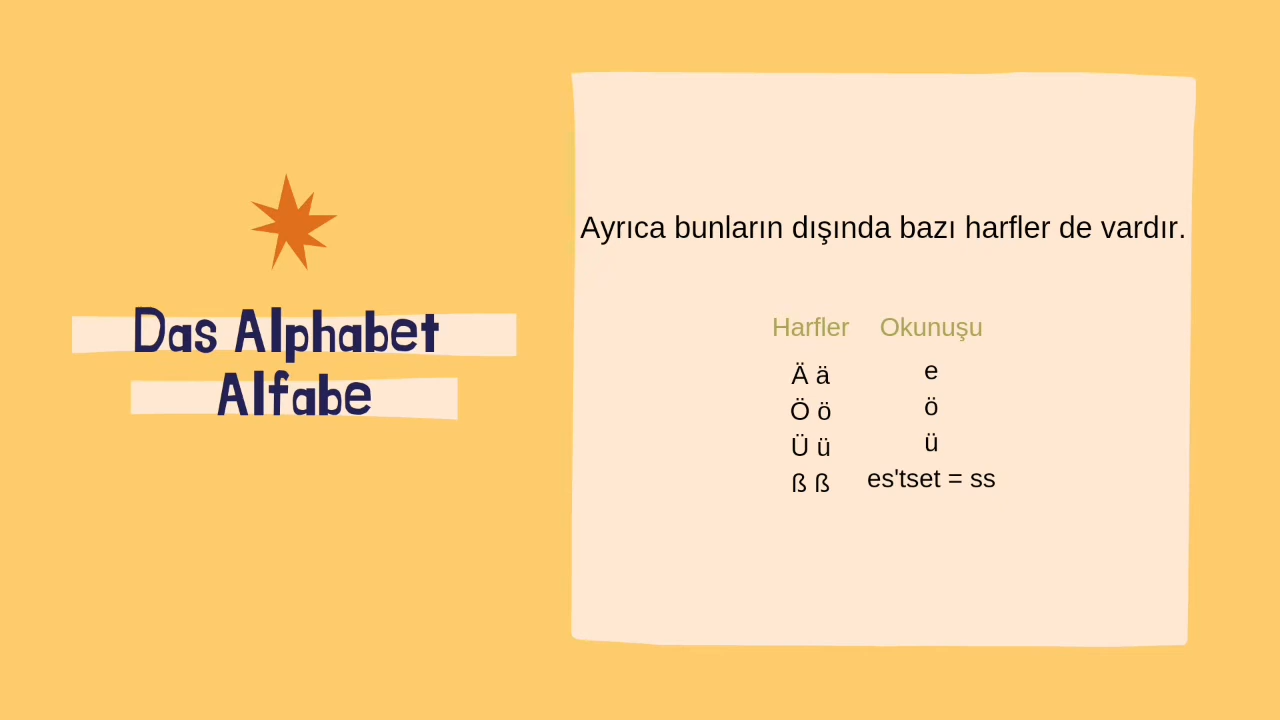 Das Alphabet
Alfabe
Ayrıca bunların dışında bazı harfler de vardır.
Harfler Okunuşu
Ä ä e
Ö ö ö
Ü ü ü
ß ß es'tset = ss